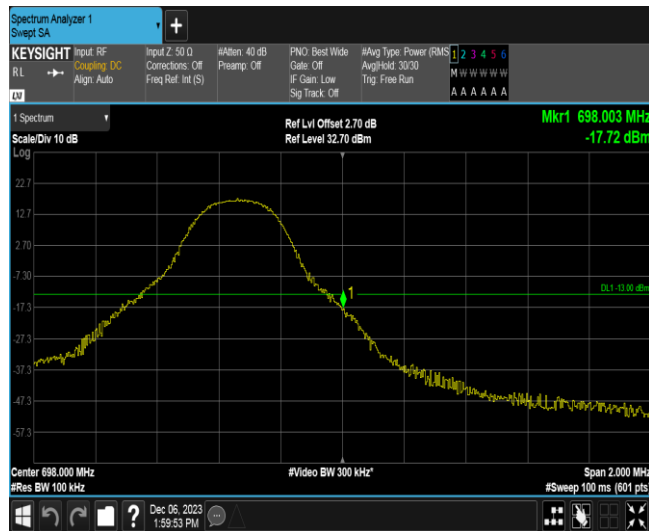 Spectrum Analyzer 1
Swept SA
+
KEYSIGHT
RL
LXI
Input: RF
Coupling: DC
Align: Auto
Input Z: 50 Ω
Corrections: Off
Freq Ref: Int (S)
#Atten: 40 dB
Preamp: Off
PNO: Best Wide
Gate: Off
IF Gain: Low
Sig Track: Off
#Avg Type: Power (RMS
Avg|Hold: 30/30
Trig: Free Run
1 2 3 4 5 6
M W W W W W
A A A A A A
1 Spectrum
Scale/Div 10 dB
Log
Ref Lvl Offset 2.70 dB
Ref Level 32.70 dBm
Mkr1 698.003 MHz
-17.72 dBm
22.7
12.7
2.70
-7.30
-17.3
-27.3
-37.3
-47.3
-57.3
1
DL1 -13.00 dBm
Center 698.000 MHz
#Res BW 100 kHz
#Video BW 300 kHz*
Span 2.000 MHz
#Sweep 100 ms (601 pts)
?
Dec 06, 2023
1:59:53 PM